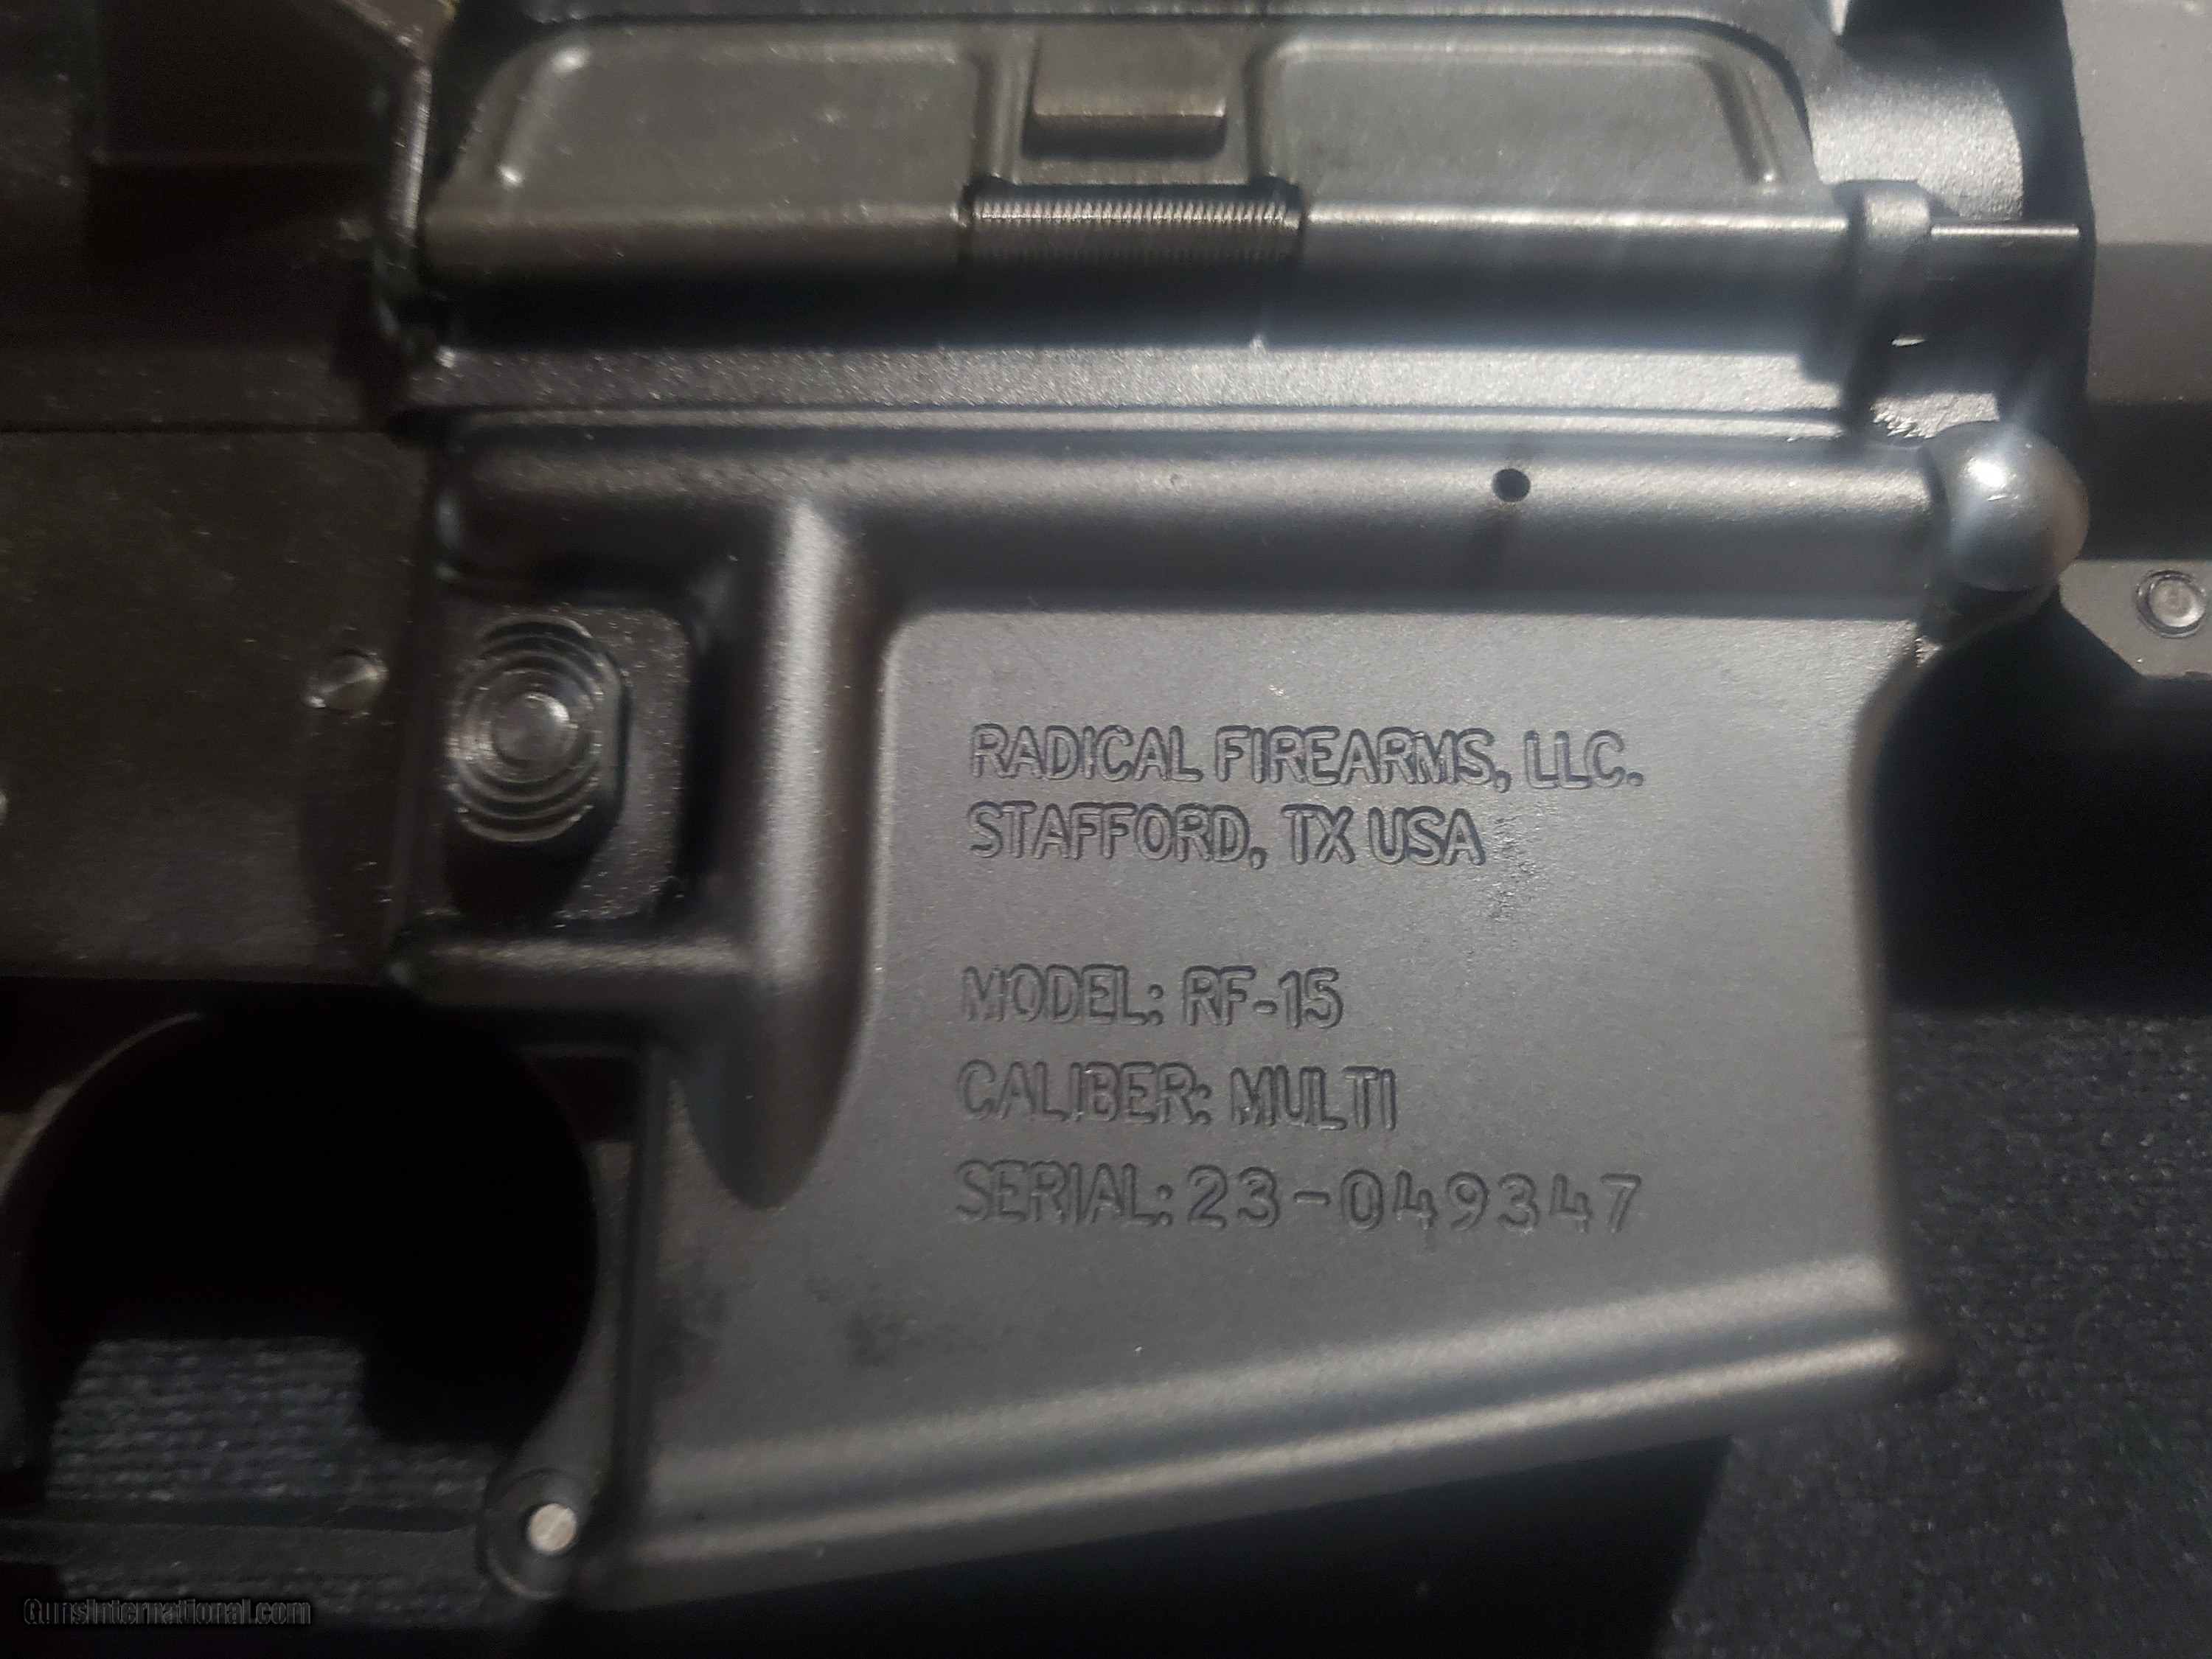 RADICAL FIREARMS, LLC.
STAFFORD, TX USA
MODEL: RF-15
CALIBER: MULTI
SERIAL: 23-049347
GunsInternational.com